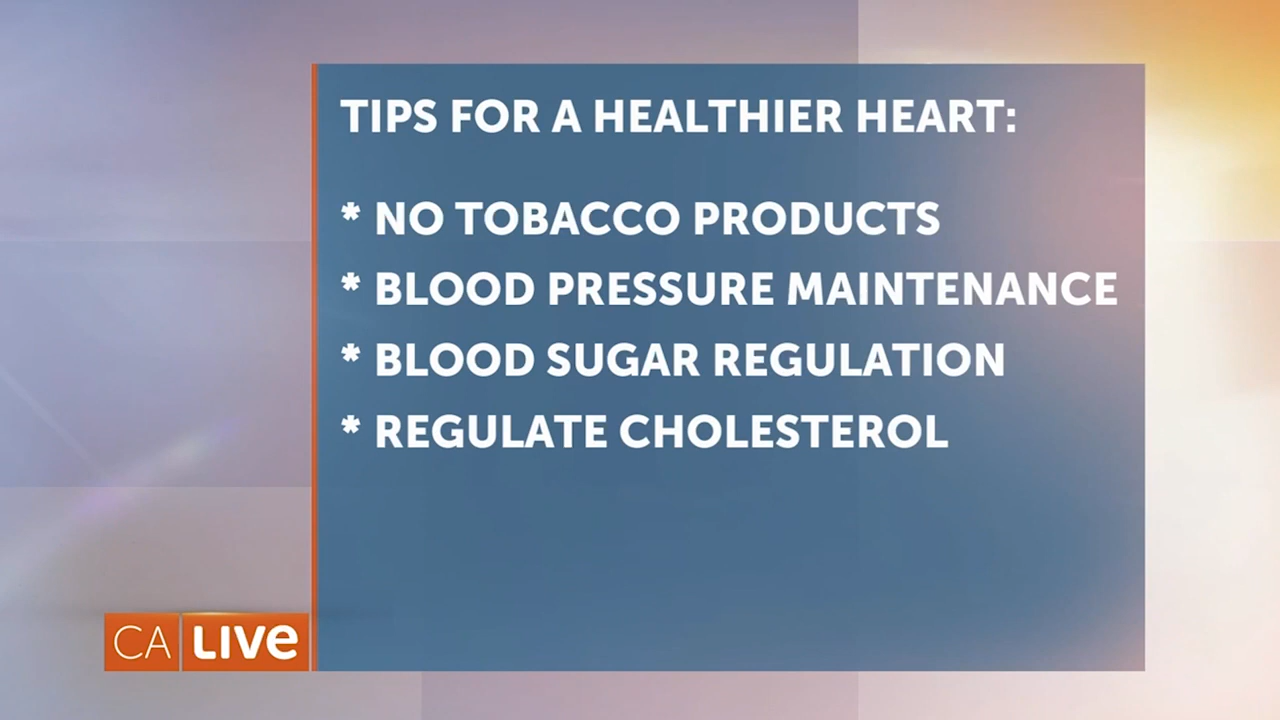 TIPS FOR A HEALTHIER HEART:
* NO TOBACCO PRODUCTS
* BLOOD PRESSURE MAINTENANCE
* BLOOD SUGAR REGULATION
* REGULATE CHOLESTEROL
CA LIVe